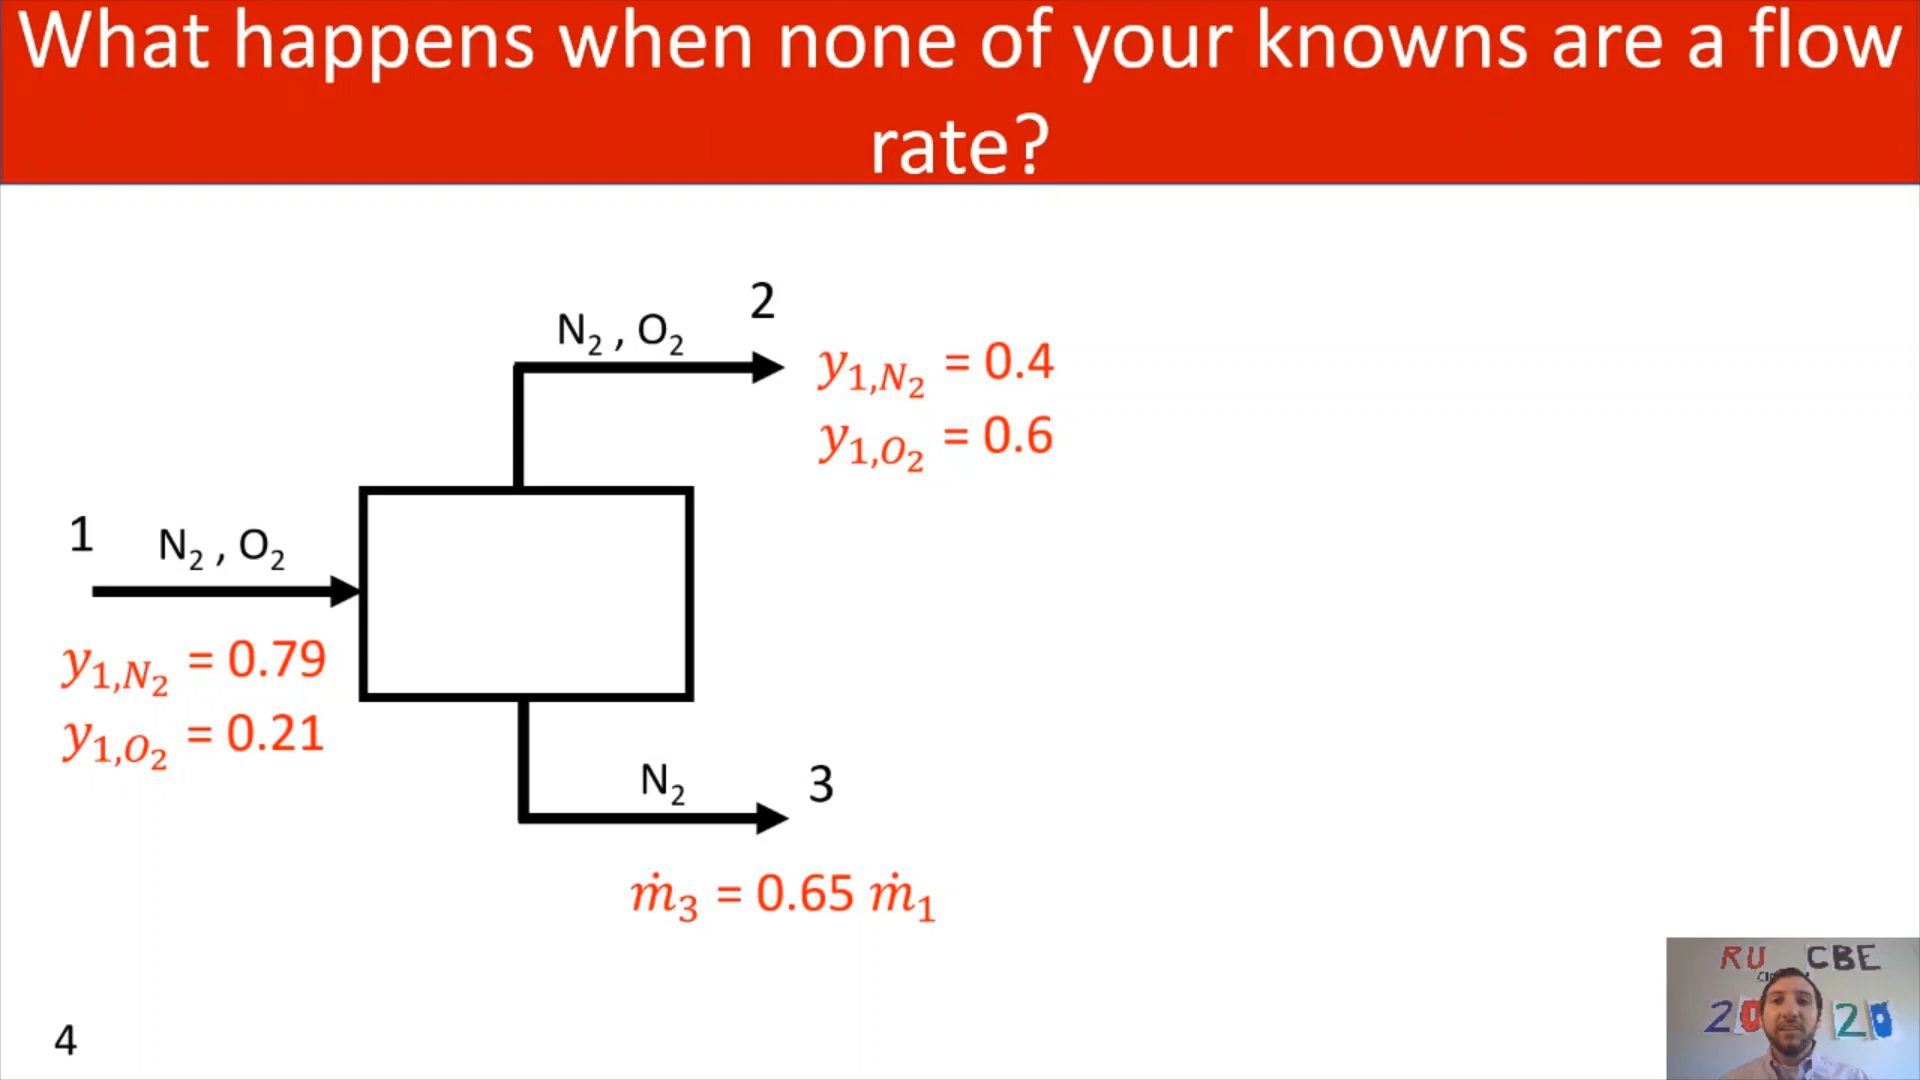 What happens when none of your knowns are a flow
rate?
2
N₂ , O₂
y₁,N₂ = 0.4
y₁,O₂ = 0.6
1
N₂ , O₂
y₁,N₂ = 0.79
y₁,O₂ = 0.21
N₂
3
ṁ₃ = 0.65 ṁ₁
4
RU CBE
20 20